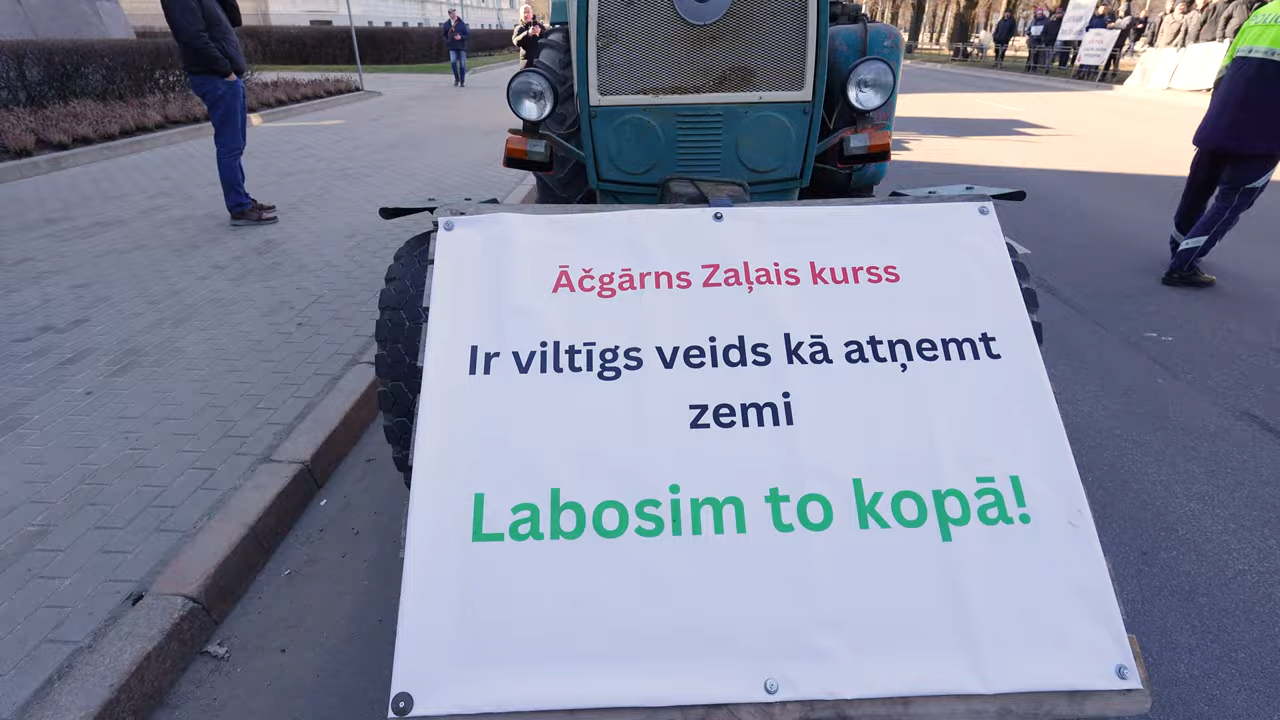 Āčgārns Zaļais kurss
Ir viltīgs veids kā atņemt
zemi
Labosim to kopā!